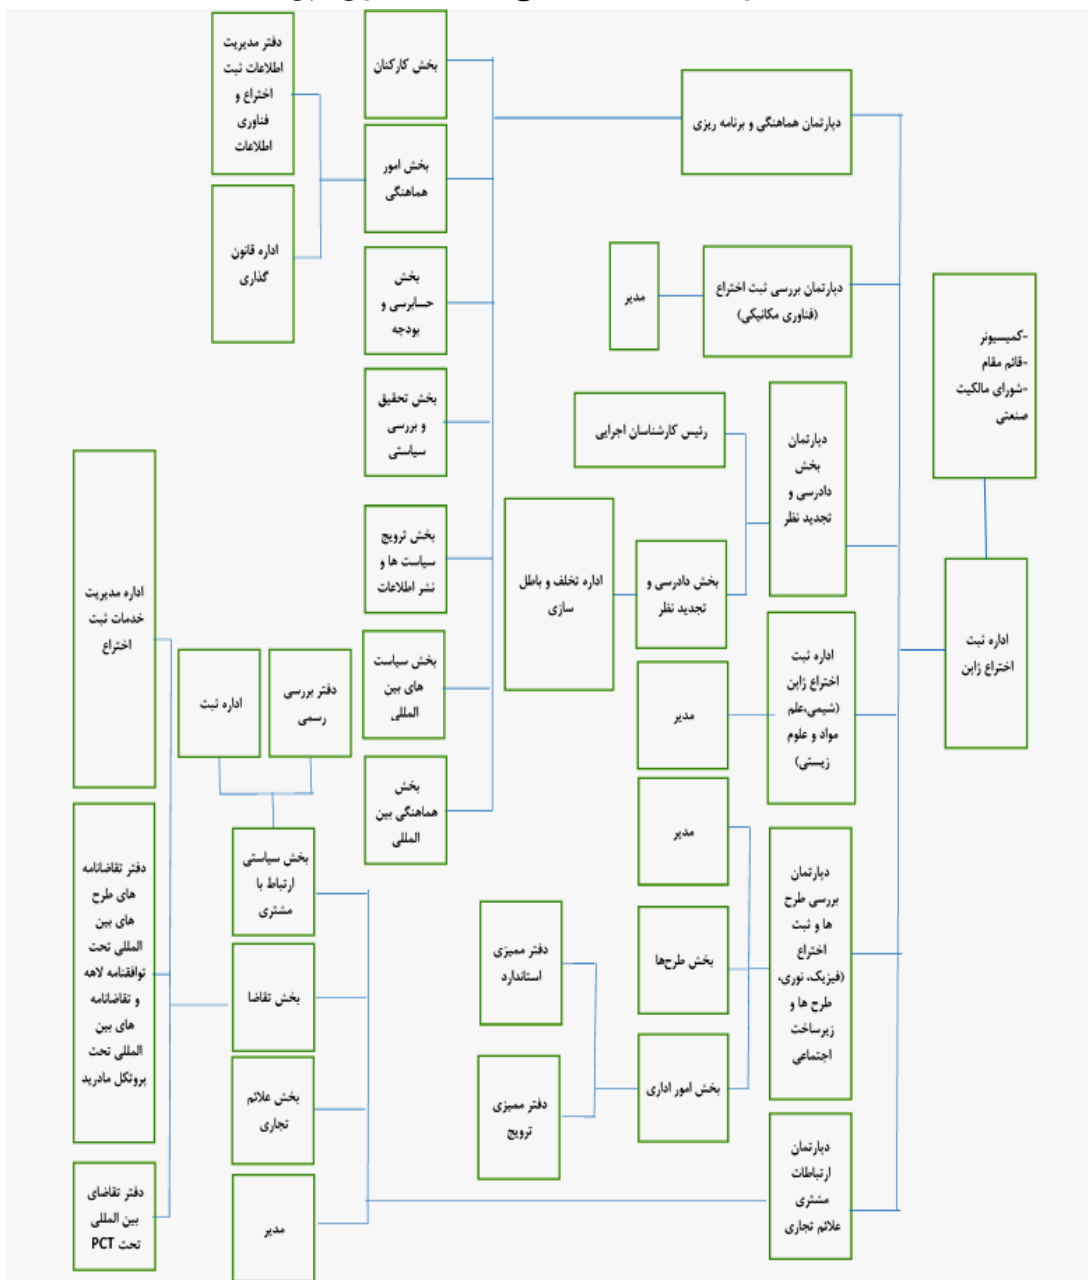 -کمیسیونر
-قائم مقام
-شورای مالکیت
صنعتی
اداره ثبت
اختراع ژاپن
دپارتمان هماهنگی و برنامه ریزی
بخش کارکنان
بخش امور
هماهنگی
دفتر مدیریت
اطلاعات ثبت
اختراع و
فناوری
اطلاعات
اداره قانون
گذاری
بخش
حسابرسی و
بودجه
بخش تحقیق
و بررسی
سیاستی
بخش ترویج
سیاست ها و
نشر اطلاعات
بخش سیاست
های بین
المللی
بخش
هماهنگی بین
المللی
دپارتمان بررسی ثبت اختراع
(فناوری مکانیکی)
مدیر
دپارتمان
بخش
دادرسی و
تجدید نظر
رئیس کارشناسان اجرایی
بخش دادرسی و
تجدید نظر
اداره تخلف و باطل
سازی
اداره ثبت
اختراع ژاپن
(شیمی،علم
مواد و علوم
زیستی)
مدیر
دپارتمان
بررسی طرح
ها و ثبت
اختراع
(فیزیک، نوری،
طرح ها و
زیرساخت
اجتماعی
مدیر
بخش طرح‌ها
بخش امور اداری
دفتر ممیزی
استاندارد
دفتر ممیزی
ترویج
دپارتمان
ارتباطات
مشتری
علائم تجاری
بخش سیاستی
ارتباط با
مشتری
دفتر بررسی
رسمی
اداره ثبت
بخش تقاضا
اداره مدیریت
خدمات ثبت
اختراع
دفتر تقاضانامه
های طرح
های بین
المللی تحت
توافقنامه لاهه
و تقاضانامه
های بین
المللی تحت
پروتکل مادرید
دفتر تقاضای
بین المللی
تحت PCT
بخش علائم
تجاری
مدیر